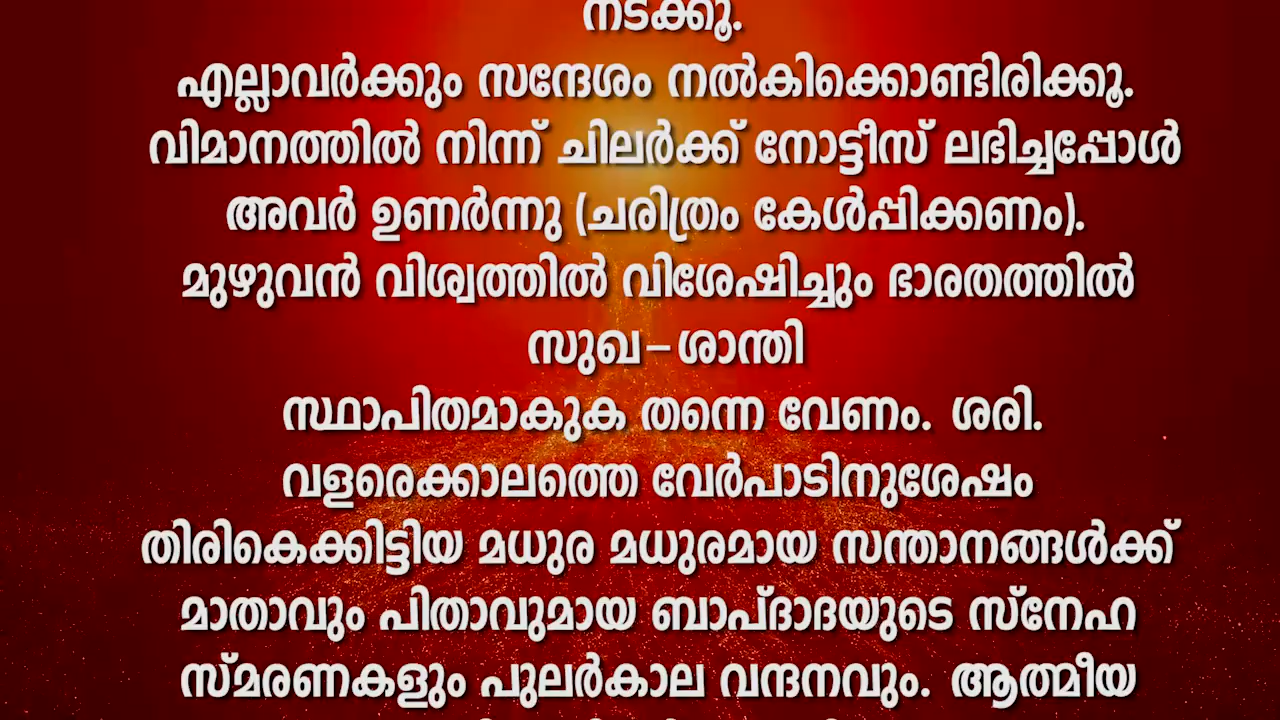 നടക്കൂ.
എല്ലാവർക്കും സന്ദേശം നൽകിക്കൊണ്ടിരിക്കൂ.
വിമാനത്തിൽ നിന്ന് ചിലർക്ക് നോട്ടീസ് ലഭിച്ചപ്പോൾ
അവർ ഉണർന്നു (ചരിത്രം കേൾപ്പിക്കണം).
മുഴുവൻ വിശ്വത്തിൽ വിശേഷിച്ചും ഭാരതത്തിൽ
സുഖ-ശാന്തി
സ്ഥാപിതമാകുക തന്നെ വേണം. ശരി.
വളരെക്കാലത്തെ വേർപാടിനുശേഷം
തിരികെക്കിട്ടിയ മധുര മധുരമായ സന്താനങ്ങൾക്ക്
മാതാവും പിതാവുമായ ബാപ്ദാദയുടെ സ്നേഹ
സ്മരണകളും പുലർകാല വന്ദനവും. ആത്മീയ